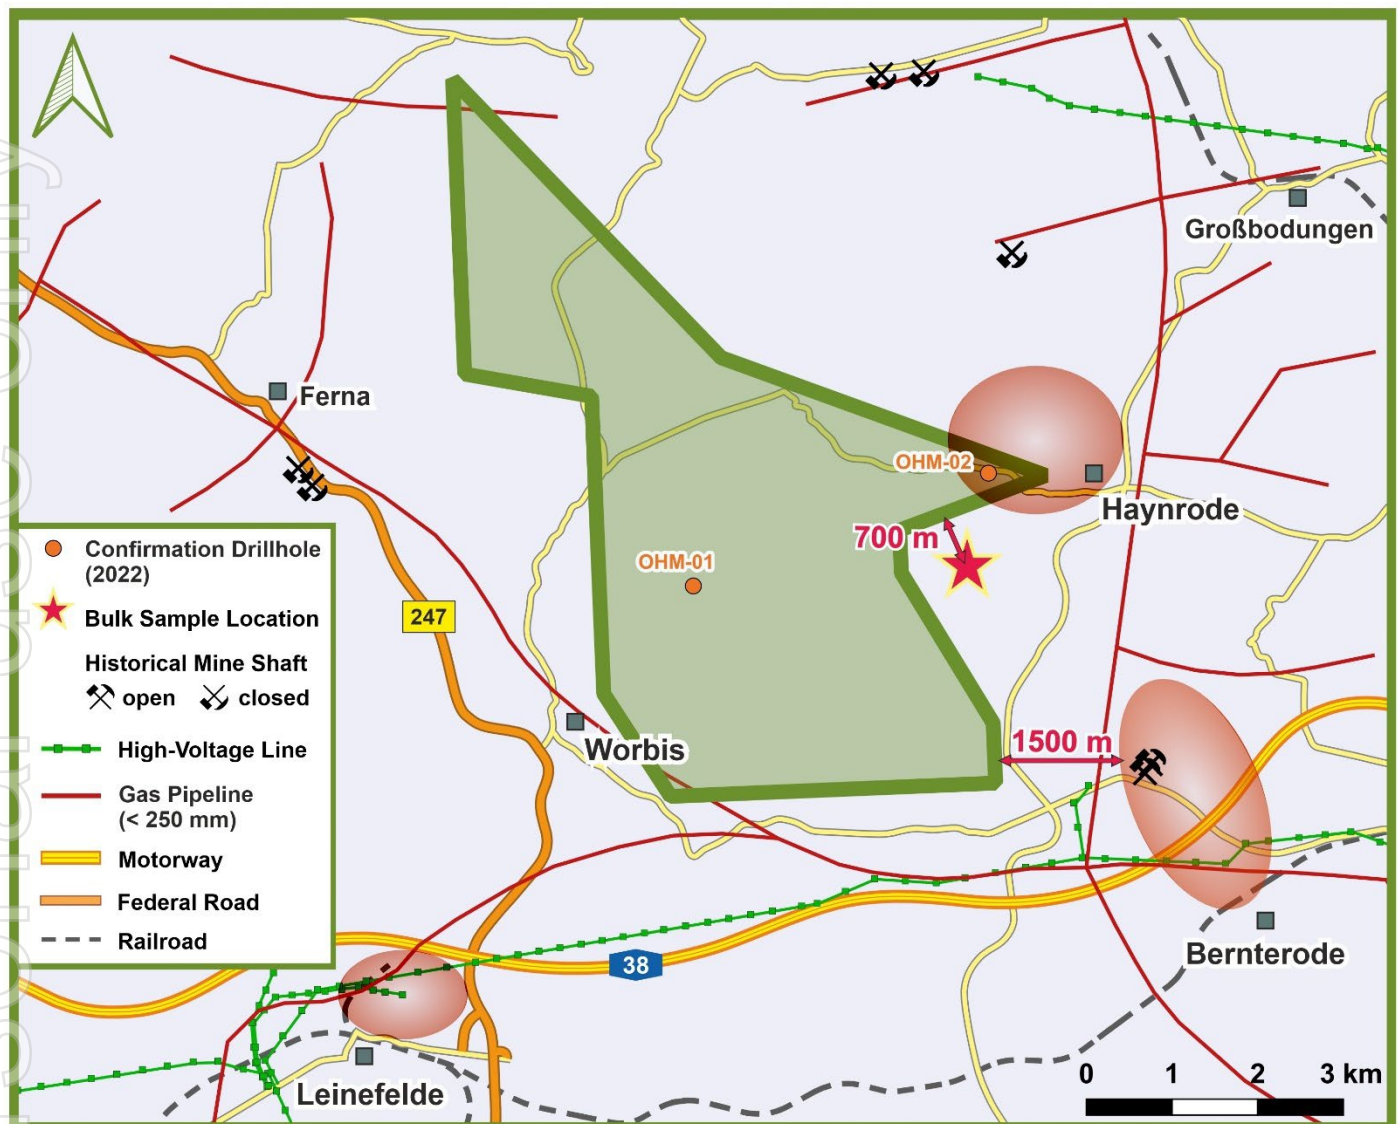 Großbodungen
Ferna
OHM-02
Haynrode
700 m
OHM-01
247
Worbis
1500 m
38
Bernterode
Leinefelde
Confirmation Drillhole
(2022)
Bulk Sample Location
Historical Mine Shaft
open closed
High-Voltage Line
Gas Pipeline
(< 250 mm)
Motorway
Federal Road
Railroad
0 1 2 3 km